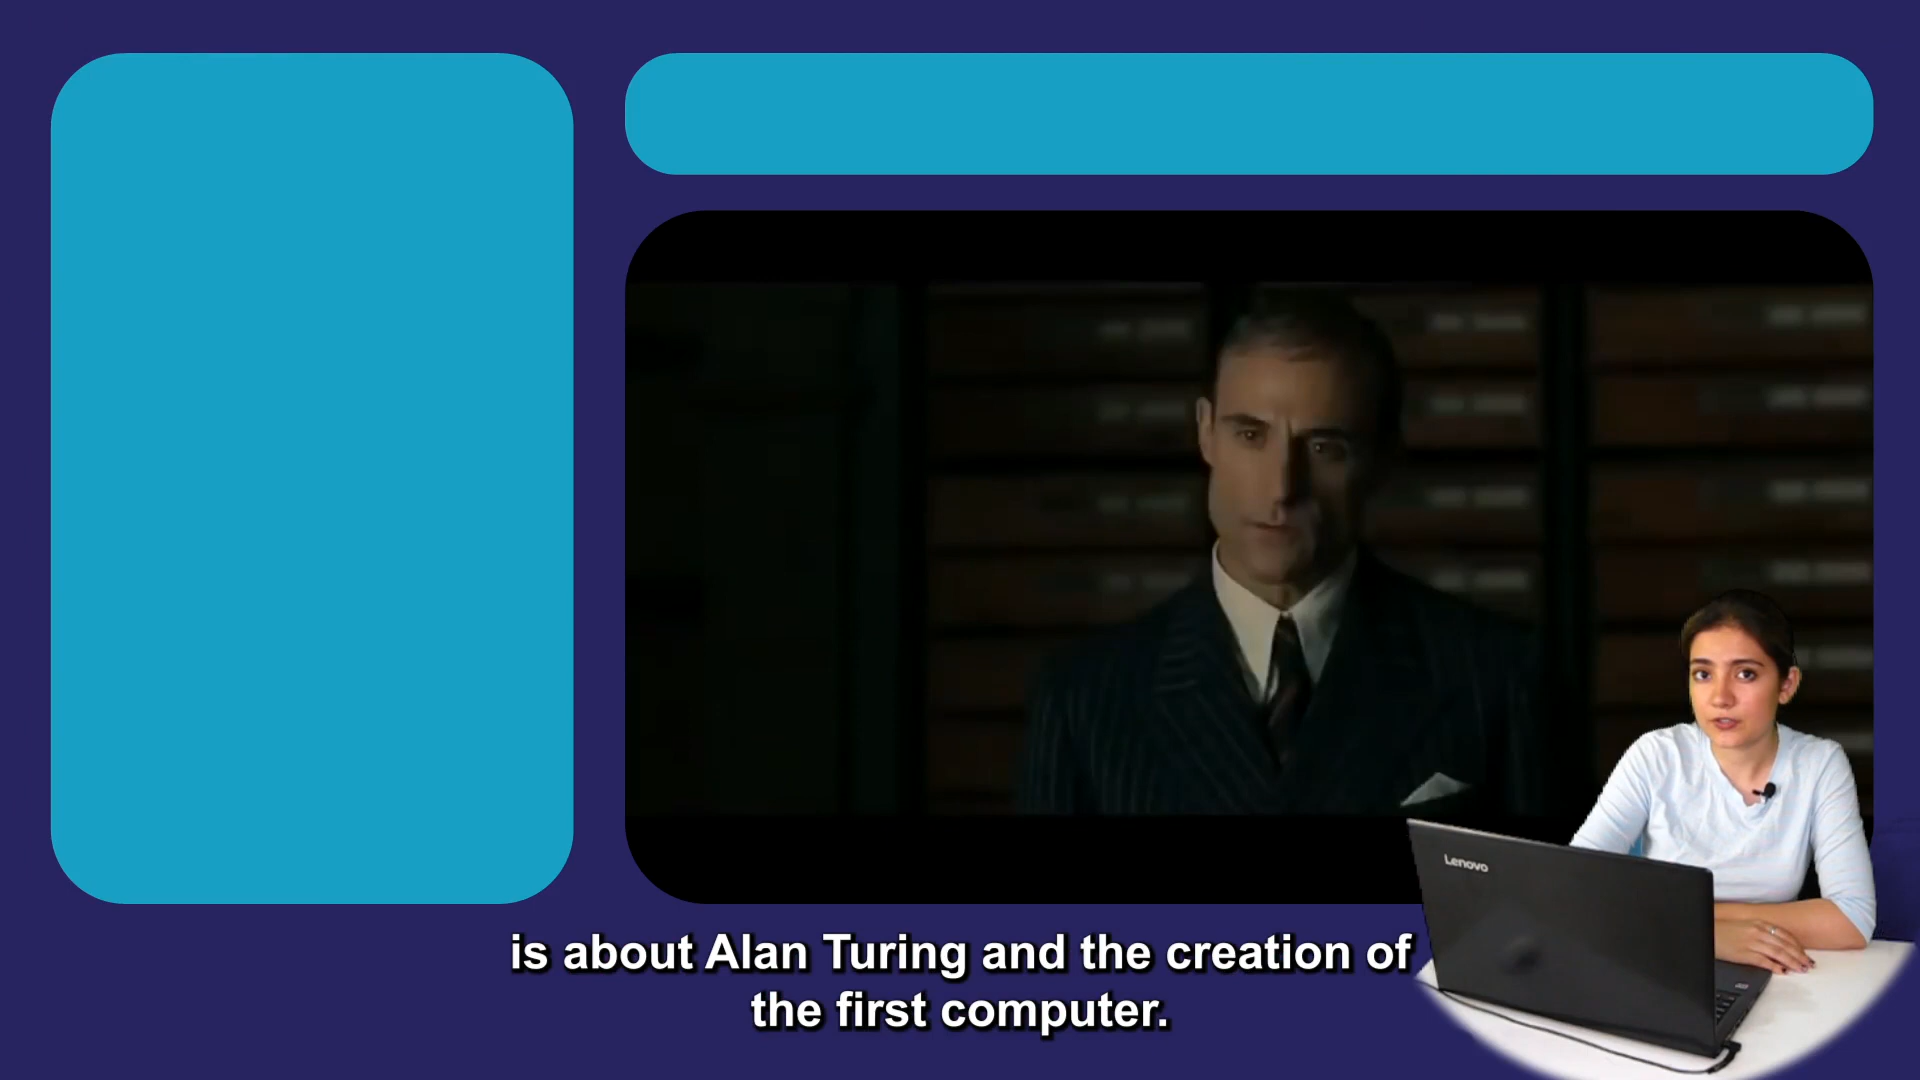 Lenovo
is about Alan Turing and the creation of
the first computer.